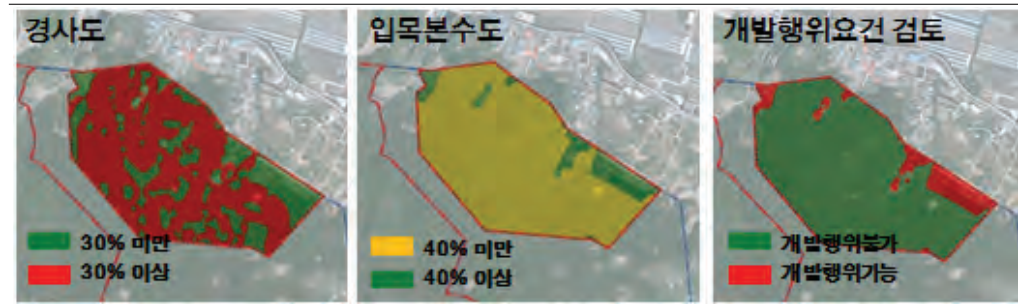 경사도
30% 미만
30% 이상
입목본수도
40% 미만
40% 이상
개발행위요건 검토
개발행위불가
개발행위가능